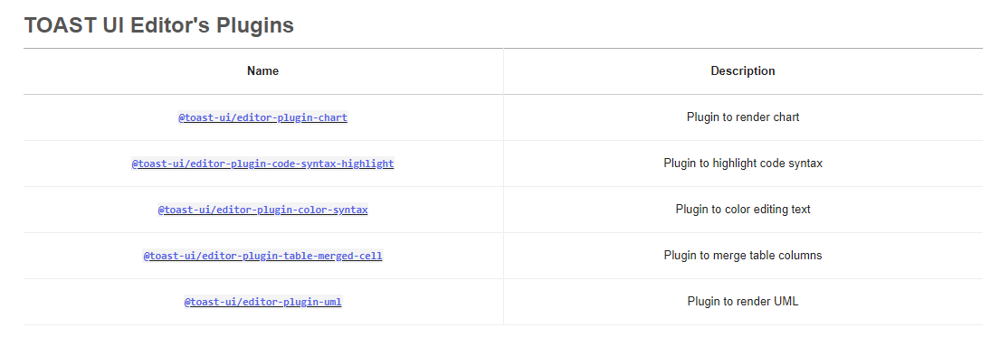 TOAST UI Editor's Plugins
Name Description
@toast-ui/editor-plugin-chart Plugin to render chart
@toast-ui/editor-plugin-code-syntax-highlight Plugin to highlight code syntax
@toast-ui/editor-plugin-color-syntax Plugin to color editing text
@toast-ui/editor-plugin-table-merged-cell Plugin to merge table columns
@toast-ui/editor-plugin-uml Plugin to render UML